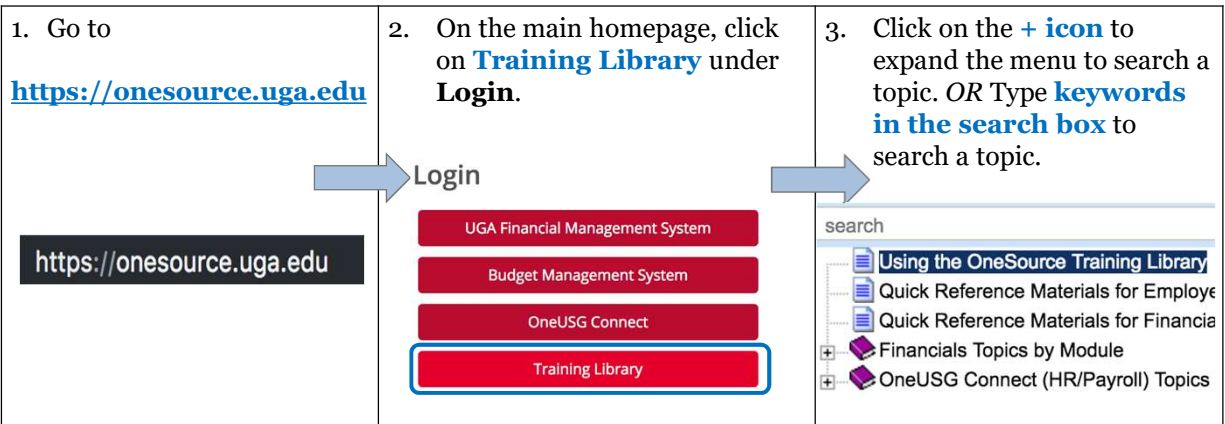 1. Go to
https://onesource.uga.edu
https://onesource.uga.edu
2. On the main homepage, click
on Training Library under
Login.
Login
UGA Financial Management System
Budget Management System
OneUSG Connect
Training Library
3. Click on the + icon to
expand the menu to search a
topic. OR Type keywords
in the search box to
search a topic.
search
Using the OneSource Training Library
Quick Reference Materials for Employe
Quick Reference Materials for Financia
Financials Topics by Module
OneUSG Connect (HR/Payroll) Topics